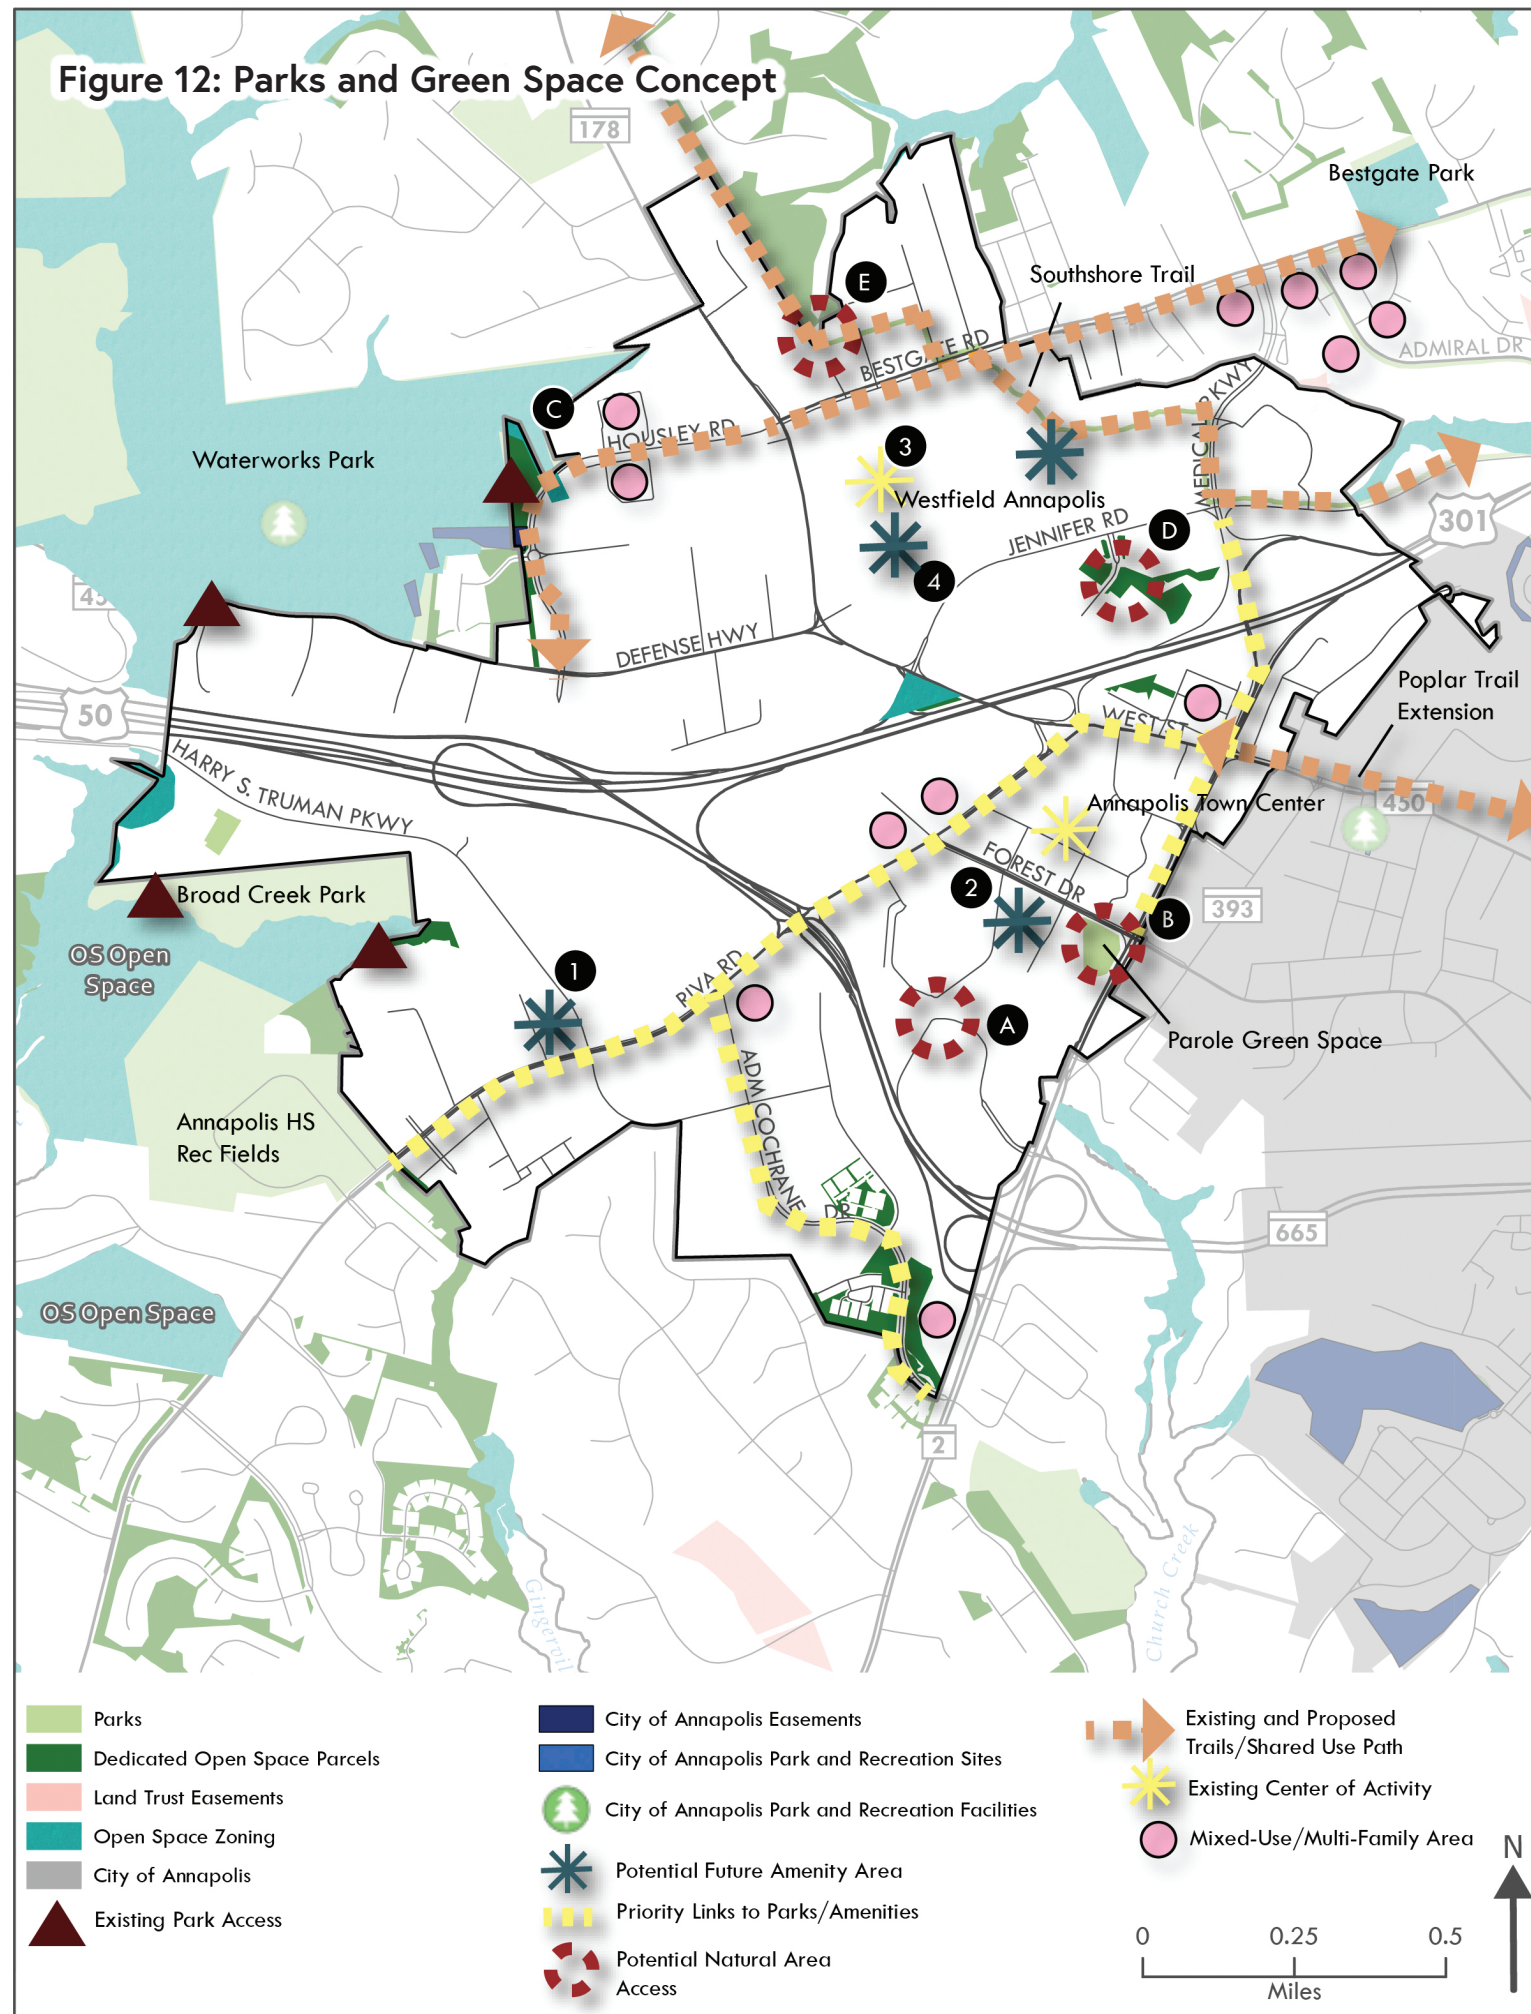 Figure 12: Parks and Green Space Concept
178
Bestgate Park
E
Southshore Trail
BESTGATE RD
ADMIRAL DR
C
HOUSLEY RD
MEDICAL PKWY
3
Waterworks Park
Westfield Annapolis
301
JENNIFER RD
D
4
45
DEFENSE HWY
Poplar Trail
Extension
50
WEST ST
HARRY S. TRUMAN PKWY
Annapolis Town Center
450
FOREST DR
2
Broad Creek Park
393
B
OS Open
Space
1
RIVA RD
A
Parole Green Space
ADM COCHRANE DR
Annapolis HS
Rec Fields
665
OS Open Space
2
Church Creek
Gingervil
Parks
Dedicated Open Space Parcels
Land Trust Easements
Open Space Zoning
City of Annapolis
Existing Park Access
City of Annapolis Easements
City of Annapolis Park and Recreation Sites
City of Annapolis Park and Recreation Facilities
Potential Future Amenity Area
Priority Links to Parks/Amenities
Potential Natural Area
Access
Existing and Proposed
Trails/Shared Use Path
Existing Center of Activity
Mixed-Use/Multi-Family Area
N
0 0.25 0.5
Miles